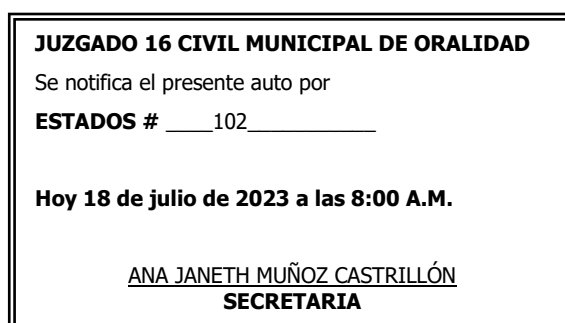 JUZGADO 16 CIVIL MUNICIPAL DE ORALIDAD
Se notifica el presente auto por
ESTADOS # ____102___________
Hoy 18 de julio de 2023 a las 8:00 A.M.
ANA JANETH MUÑOZ CASTRILLÓN
SECRETARIA